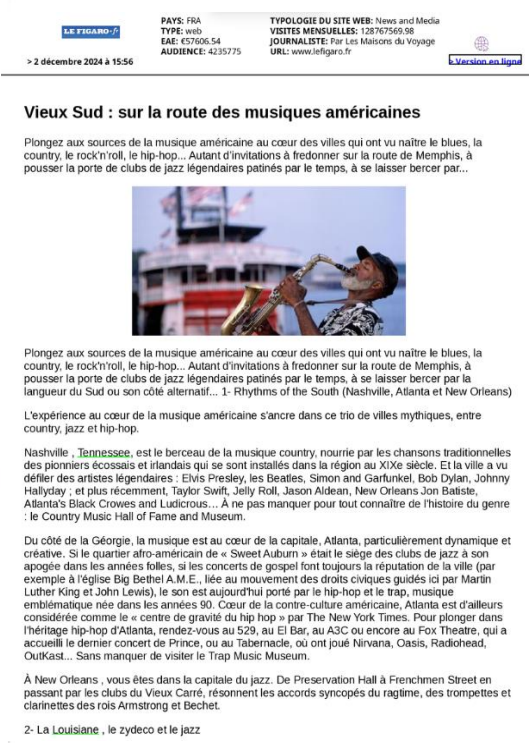 LE FIGARO·fr
> 2 décembre 2024 à 15:56
PAYS: FRA
TYPE: web
EAE: €57606.54
AUDIENCE: 4235775
TYPOLOGIE DU SITE WEB: News and Media
VISITES MENSUELLES: 128767569.98
JOURNALISTE: Par Les Maisons du Voyage
URL: www.lefigaro.fr
> Version en ligne
Vieux Sud : sur la route des musiques américaines
Plongez aux sources de la musique américaine au cœur des villes qui ont vu naître le blues, la
country, le rock'n'roll, le hip-hop... Autant d'invitations à fredonner sur la route de Memphis, à
pousser la porte de clubs de jazz légendaires patinés par le temps, à se laisser bercer par...
Plongez aux sources de la musique américaine au cœur des villes qui ont vu naître le blues, la
country, le rock'n'roll, le hip-hop... Autant d'invitations à fredonner sur la route de Memphis, à
pousser la porte de clubs de jazz légendaires patinés par le temps, à se laisser bercer par la
langueur du Sud ou son côté alternatif... 1- Rhythms of the South (Nashville, Atlanta et New Orleans)
L'expérience au cœur de la musique américaine s'ancre dans ce trio de villes mythiques, entre
country, jazz et hip-hop.
Nashville , Tennessee, est le berceau de la musique country, nourrie par les chansons traditionnelles
des pionniers écossais et irlandais qui se sont installés dans la région au XIXe siècle. Et la ville a vu
défiler des artistes légendaires : Elvis Presley, les Beatles, Simon and Garfunkel, Bob Dylan, Johnny
Hallyday ; et plus récemment, Taylor Swift, Jelly Roll, Jason Aldean, New Orleans Jon Batiste,
Atlanta's Black Crowes and Ludicrous… À ne pas manquer pour tout connaître de l'histoire du genre
: le Country Music Hall of Fame and Museum.
Du côté de la Géorgie, la musique est au cœur de la capitale, Atlanta, particulièrement dynamique et
créative. Si le quartier afro-américain de « Sweet Auburn » était le siège des clubs de jazz à son
apogée dans les années folles, si les concerts de gospel font toujours la réputation de la ville (par
exemple à l'église Big Bethel A.M.E., liée au mouvement des droits civiques guidés ici par Martin
Luther King et John Lewis), le son est aujourd'hui porté par le hip-hop et le trap, musique
emblématique née dans les années 90. Cœur de la contre-culture américaine, Atlanta est d'ailleurs
considérée comme le « centre de gravité du hip hop » par The New York Times. Pour plonger dans
l'héritage hip-hop d'Atlanta, rendez-vous au 529, au El Bar, au A3C ou encore au Fox Theatre, qui a
accueilli le dernier concert de Prince, ou au Tabernacle, où ont joué Nirvana, Oasis, Radiohead,
OutKast... Sans manquer de visiter le Trap Music Museum.
À New Orleans , vous êtes dans la capitale du jazz. De Preservation Hall à Frenchmen Street en
passant par les clubs du Vieux Carré, résonnent les accords syncopés du ragtime, des trompettes et
clarinettes des rois Armstrong et Bechet.
2- La Louisiane , le zydeco et le jazz